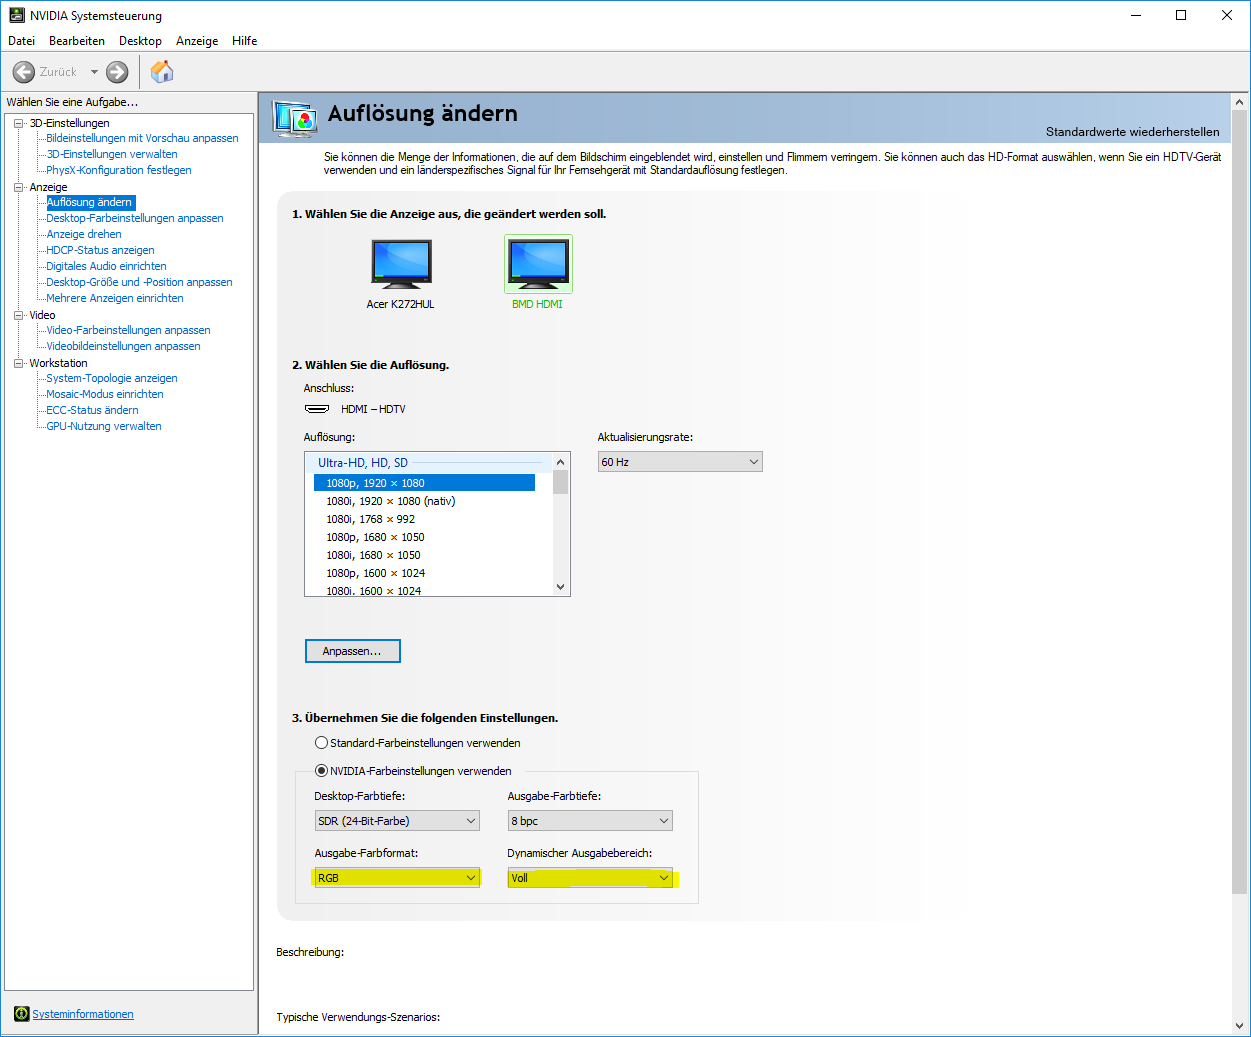 NVIDIA Systemsteuerung
Datei Bearbeiten Desktop Anzeige Hilfe
Zurück
Wählen Sie eine Aufgabe...
3D-Einstellungen
Bildeinstellungen mit Vorschau anpassen
3D-Einstellungen verwalten
PhysX-Konfiguration festlegen
Anzeige
Auflösung ändern
Desktop-Farbeinstellungen anpassen
Anzeige drehen
HDCP-Status anzeigen
Digitales Audio einrichten
Desktop-Größe und -Position anpassen
Mehrere Anzeigen einrichten
Video
Video-Farbeinstellungen anpassen
Videobildeinstellungen anpassen
Workstation
System-Topologie anzeigen
Mosaic-Modus einrichten
ECC-Status ändern
GPU-Nutzung verwalten
Systeminformationen
Auflösung ändern
Standardwerte wiederherstellen
Sie können die Menge der Informationen, die auf dem Bildschirm eingeblendet wird, einstellen und Flimmern verringern. Sie können auch das HD-Format auswählen, wenn Sie ein HDTV-Gerät
verwenden und ein länderspezifisches Signal für Ihr Fernsehgerät mit Standardauflösung festlegen.
1. Wählen Sie die Anzeige aus, die geändert werden soll.
Acer K272HUL BMD HDMI
2. Wählen Sie die Auflösung.
Anschluss:
HDMI – HDTV
Auflösung: Aktualisierungsrate:
60 Hz
Ultra-HD, HD, SD
1080p, 1920 × 1080
1080i, 1920 × 1080 (nativ)
1080i, 1768 × 992
1080p, 1680 × 1050
1080i, 1680 × 1050
1080p, 1600 × 1024
1080i, 1600 × 1024
Anpassen...
3. Übernehmen Sie die folgenden Einstellungen.
Standard-Farbeinstellungen verwenden
NVIDIA-Farbeinstellungen verwenden
Desktop-Farbtiefe: Ausgabe-Farbtiefe:
SDR (24-Bit-Farbe) 8 bpc
Ausgabe-Farbformat: Dynamischer Ausgabebereich:
RGB Voll
Beschreibung:
Typische Verwendungs-Szenarios: